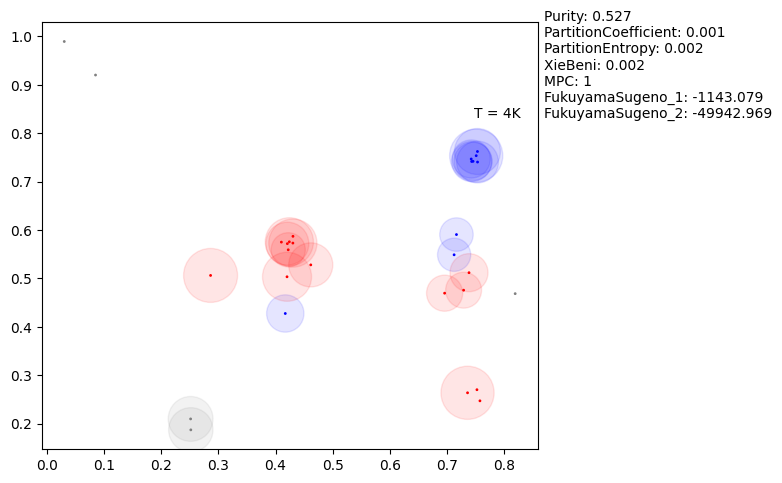 Purity: 0.527
PartitionCoefficient: 0.001
PartitionEntropy: 0.002
XieBeni: 0.002
MPC: 1
FukuyamaSugeno_1: -1143.079
FukuyamaSugeno_2: -49942.969
T = 4K
1.0
0.9
0.8
0.7
0.6
0.5
0.4
0.3
0.2
0.0 0.1 0.2 0.3 0.4 0.5 0.6 0.7 0.8